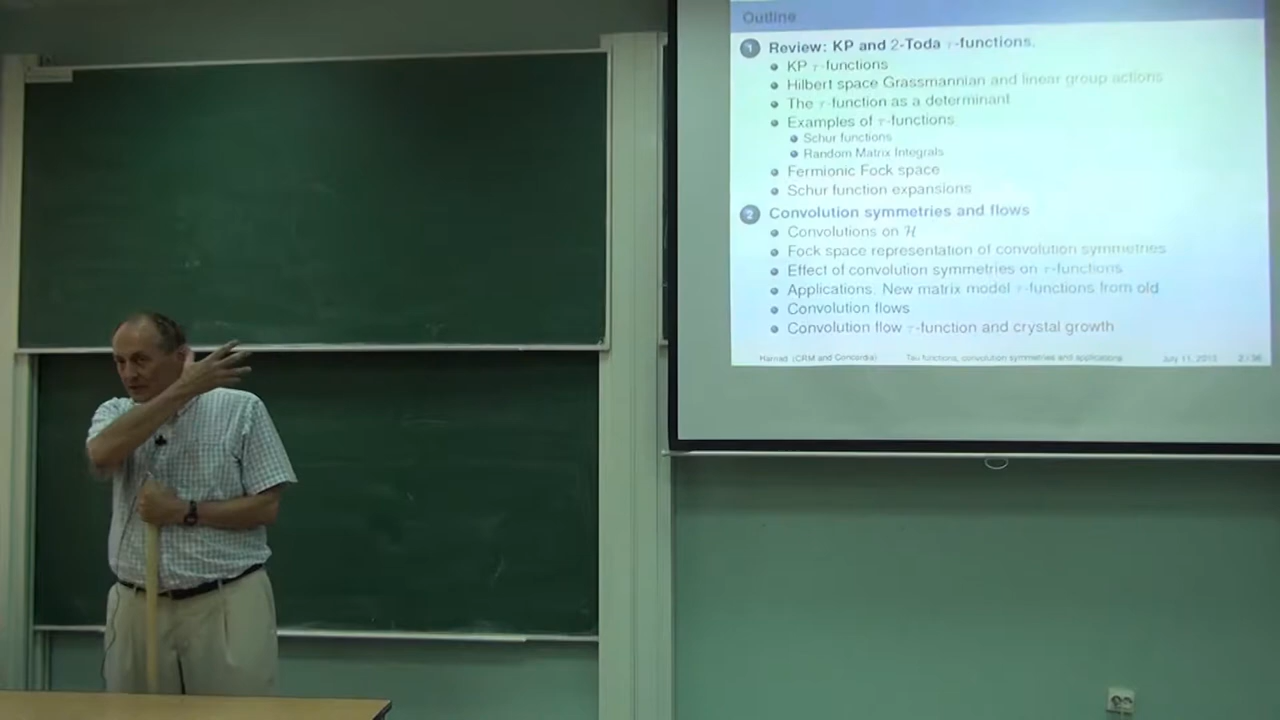 Outline
1 Review: KP and 2-Toda τ-functions.
KP τ-functions
Hilbert space Grassmannian and linear group actions
The τ-function as a determinant
Examples of τ-functions
Schur functions
Random Matrix Integrals
Fermionic Fock space
Schur function expansions
2 Convolution symmetries and flows
Convolutions on ℋ
Fock space representation of convolution symmetries
Effect of convolution symmetries on τ-functions
Applications. New matrix model τ-functions from old
Convolution flows
Convolution flow τ-function and crystal growth
Harnad (CRM and Concordia) Tau functions, convolution symmetries and applications July 11, 2013 2 / 36